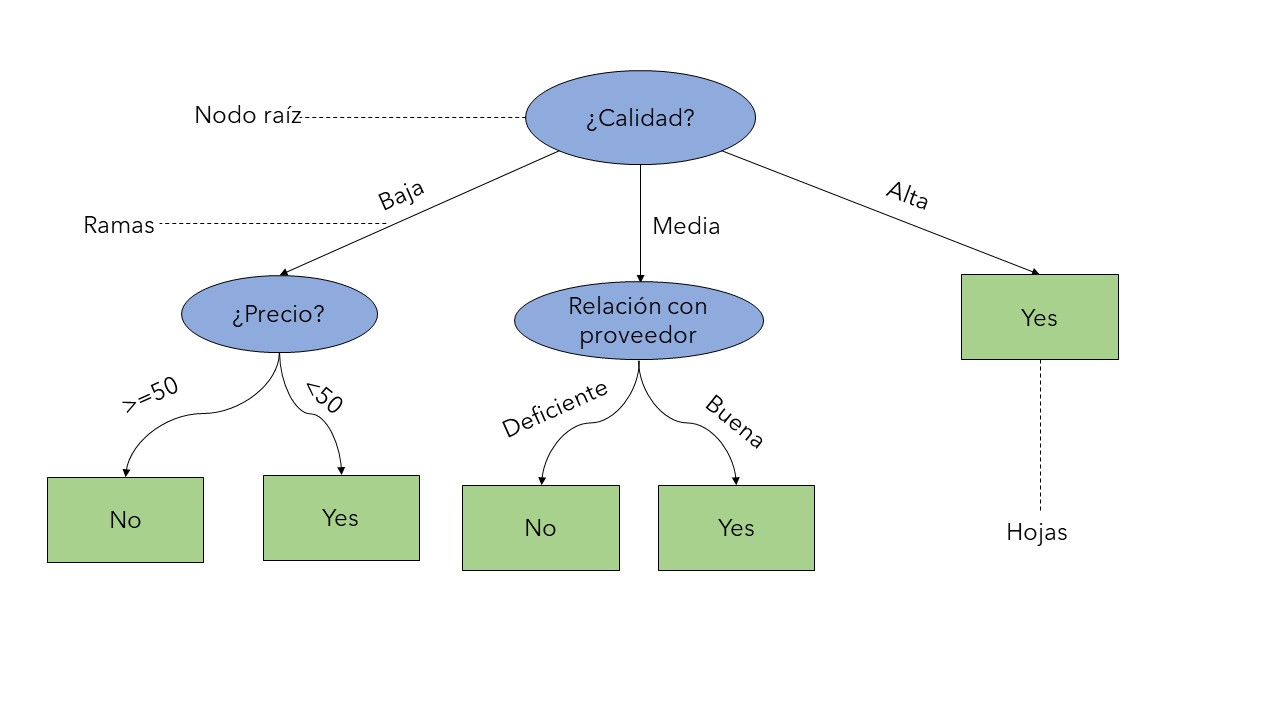 Nodo raíz
¿Calidad?
Baja
Alta
Ramas
Media
¿Precio?
Relación con
proveedor
Yes
>=50
<50
Deficiente
Buena
No
Yes
No
Yes
Hojas